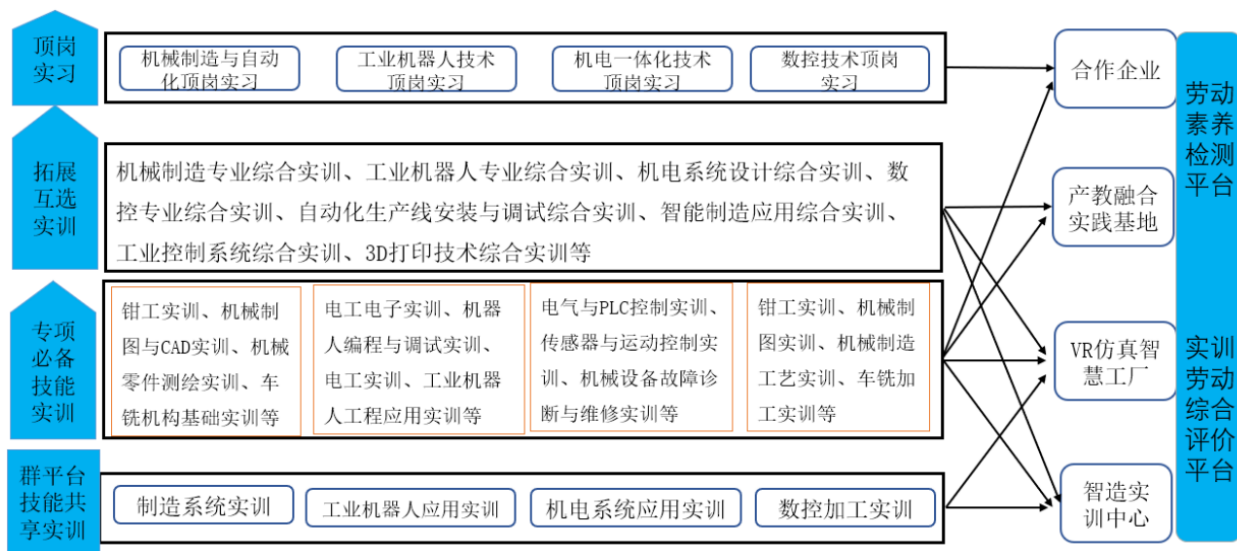 顶岗
实习
机械制造与自动
化顶岗实习
工业机器人技术
顶岗实习
机电一体化技术
顶岗实习
数控技术顶岗
实习
合作企业
拓展
互选
实训
机械制造专业综合实训、工业机器人专业综合实训、机电系统设计综合实训、数
控专业综合实训、自动化生产线安装与调试综合实训、智能制造应用综合实训、
工业控制系统综合实训、3D打印技术综合实训等
产教融合
实践基地
专项
必备
技能
实训
钳工实训、机械制
图与CAD实训、机械
零件测绘实训、车
铣机构基础实训等
电工电子实训、机器
人编程与调试实训、
电工实训、工业机器
人工程应用实训等
电气与PLC控制实训、
传感器与运动控制实
训、机械设备故障诊
断与维修实训等
钳工实训、机械制
图实训、机械制造
工艺实训、车铣加
工实训等
VR仿真智
慧工厂
群平台
技能共
享实训
制造系统实训
工业机器人应用实训
机电系统应用实训
数控加工实训
智造实
训中心
劳动
素养
检测
平台
实训
劳动
综合
评价
平台